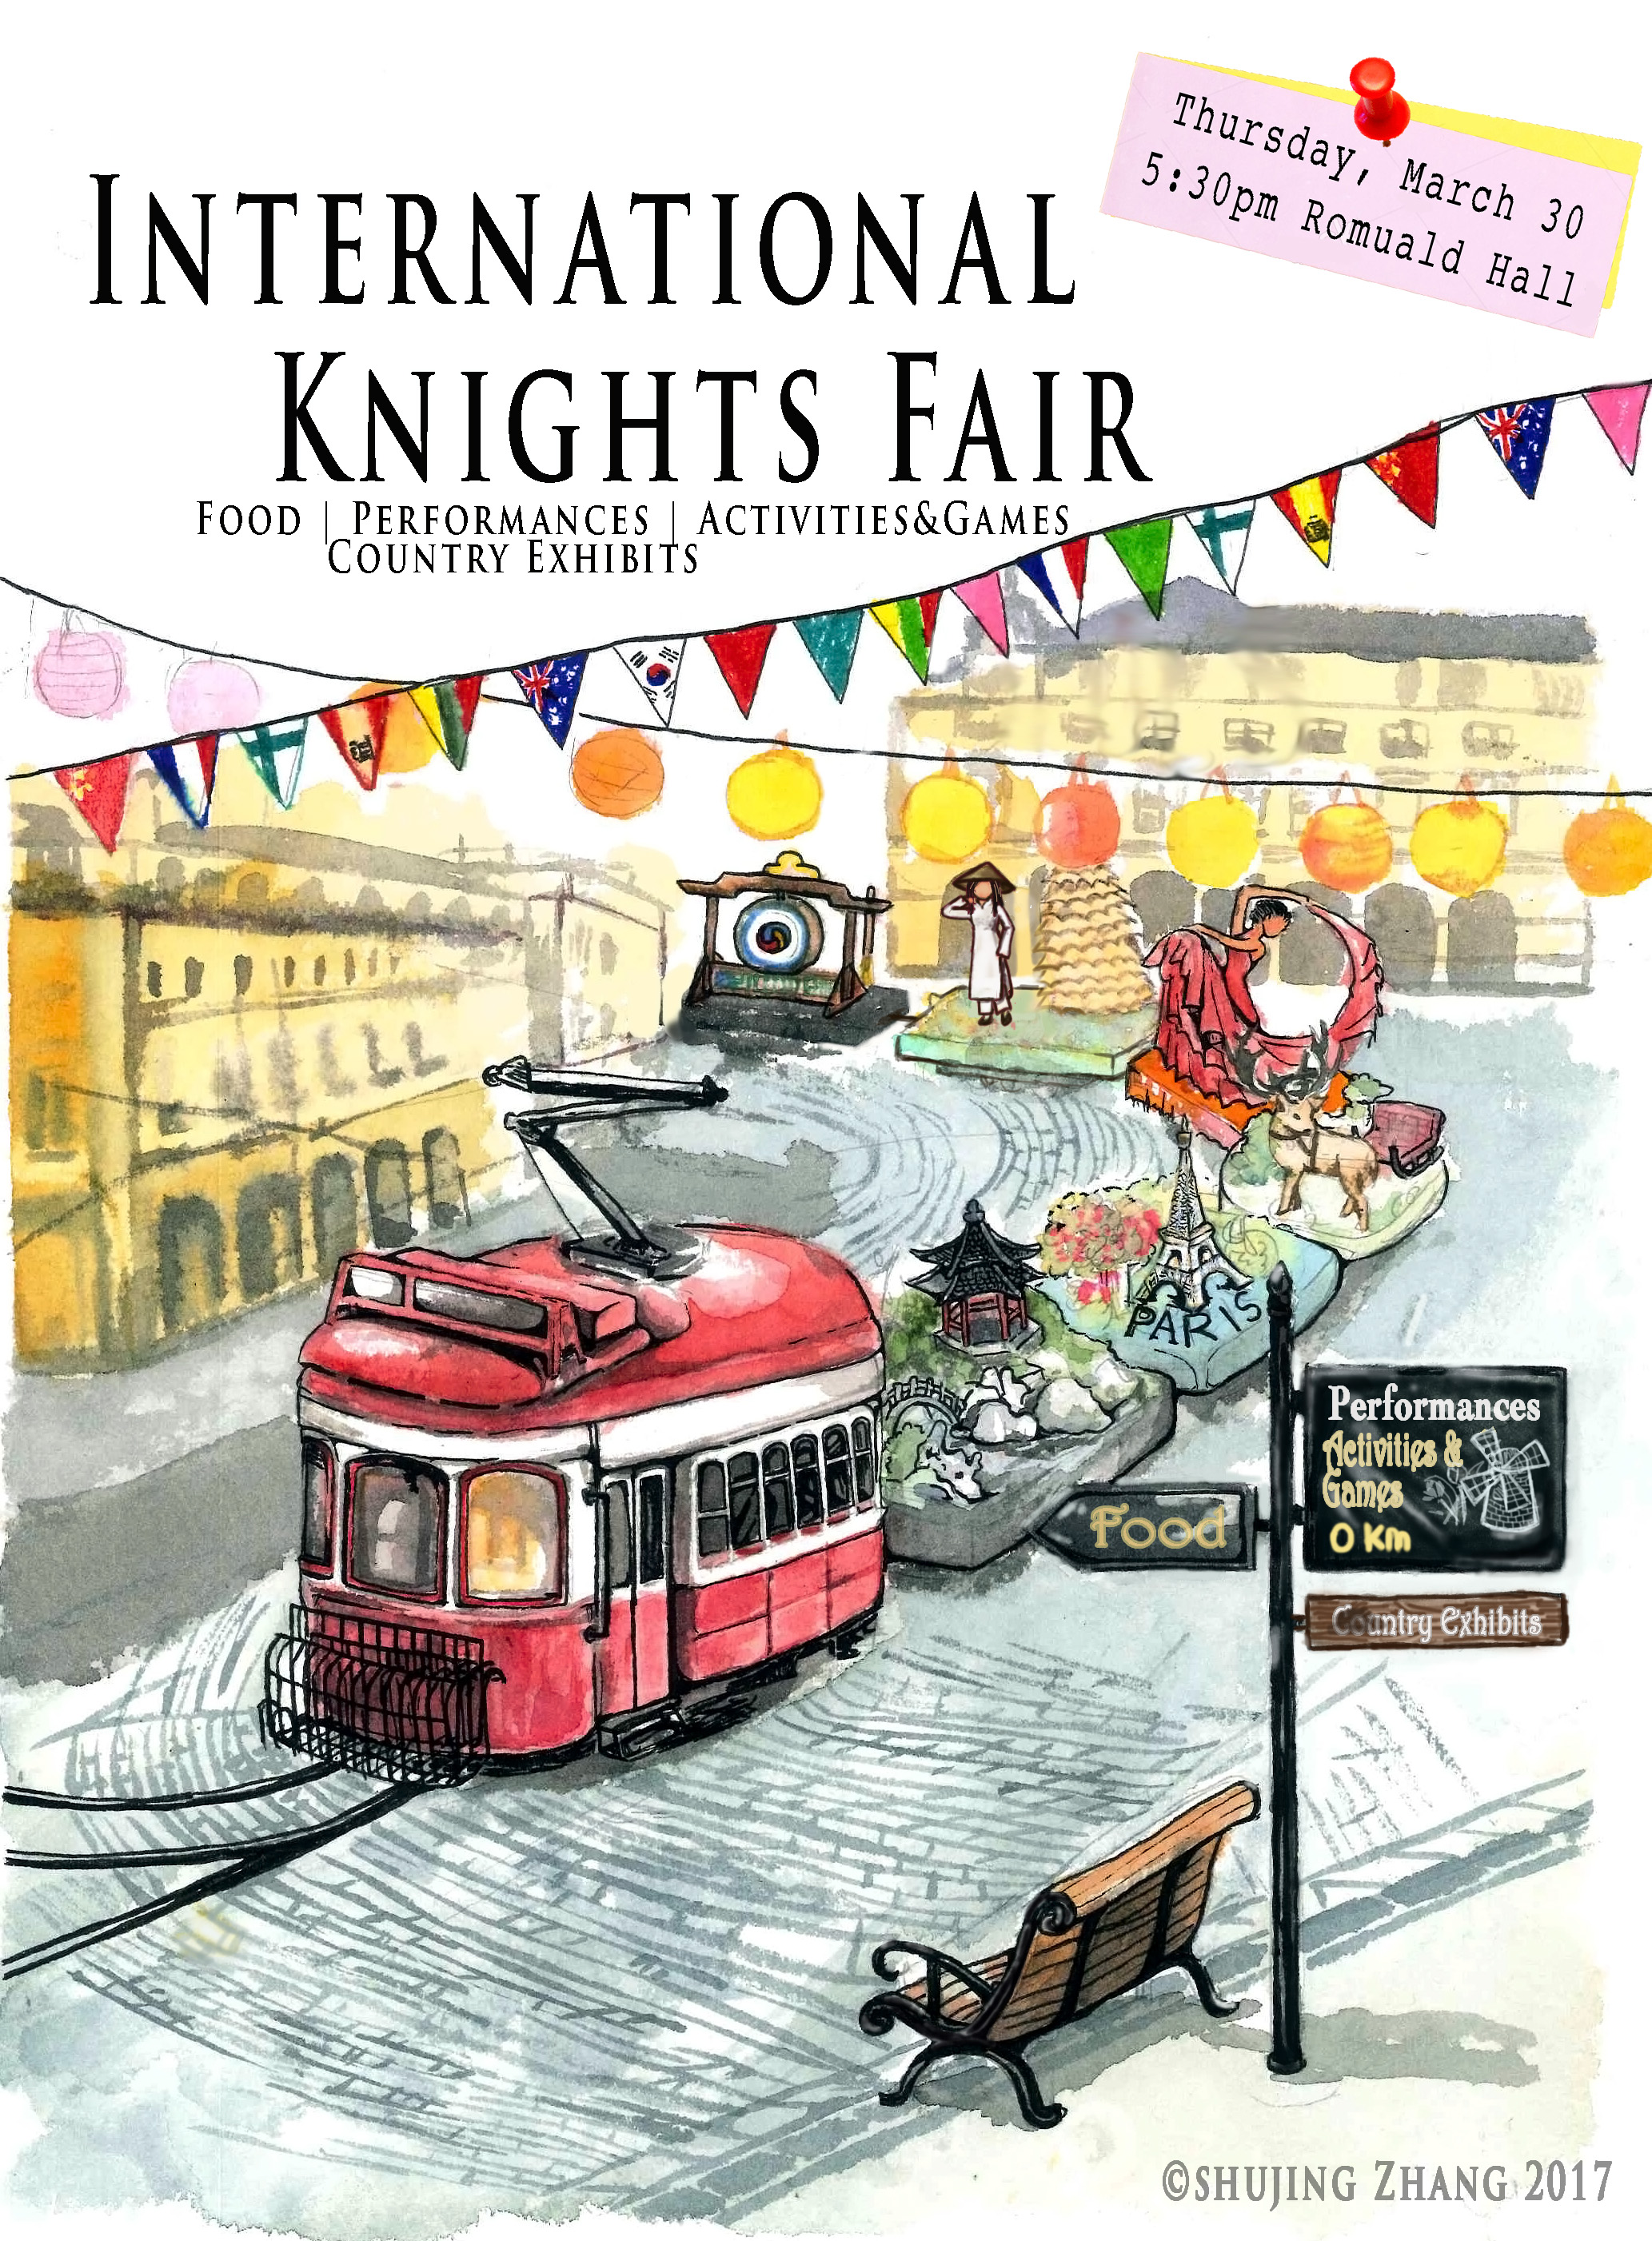 Thursday, March 30
5:30pm Romuald Hall
International
Knights Fair
Food | Performances | Activities&Games
Country Exhibits
PARIS
Performances
Activities &
Games
0 Km
Food
Country Exhibits
©shujing Zhang 2017